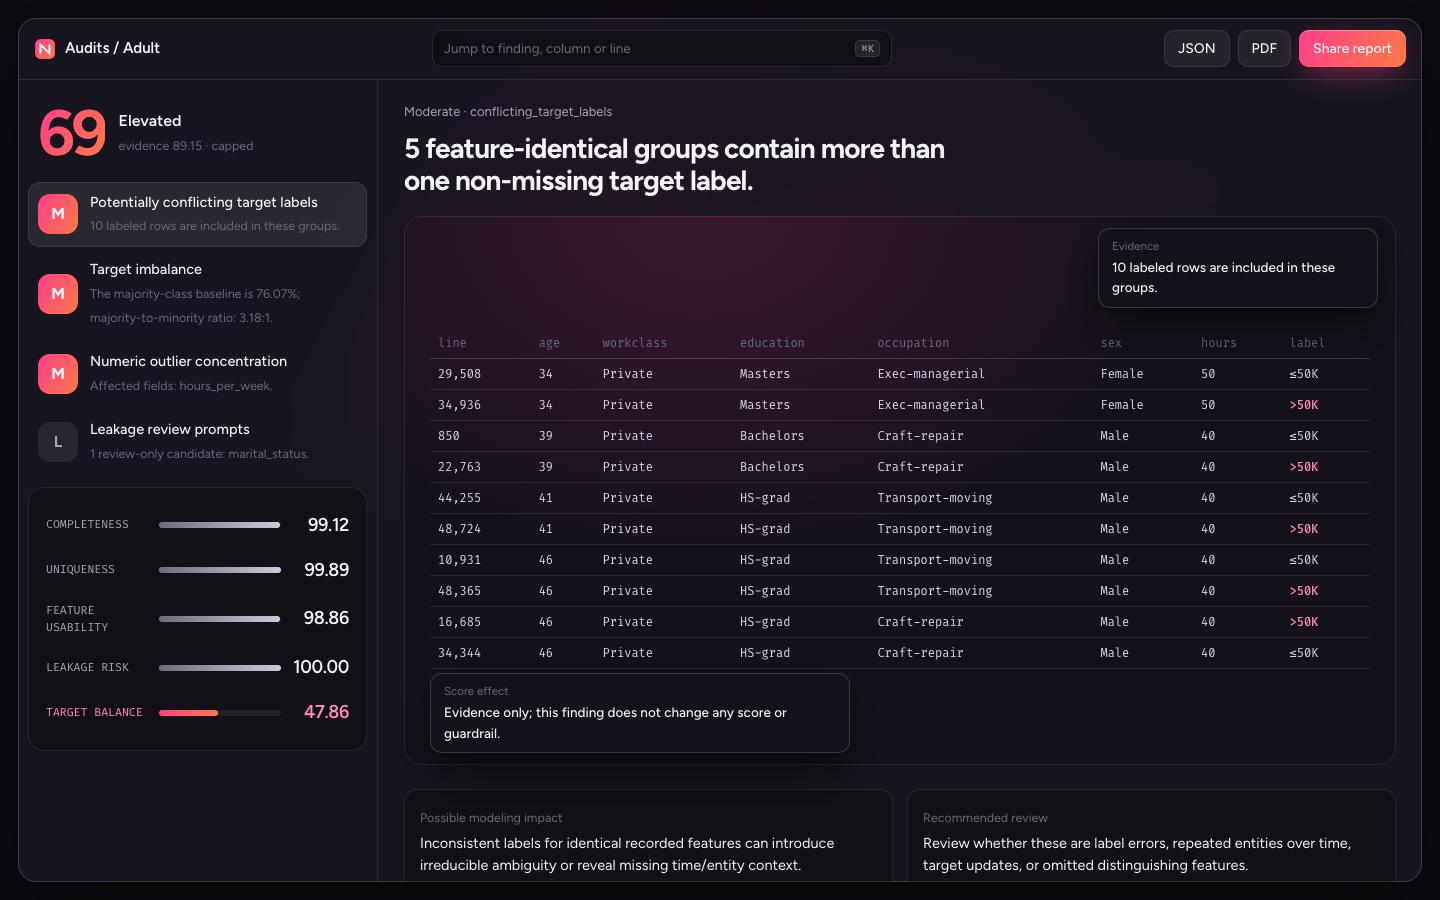 N Audits / Adult
Jump to finding, column or line ⌘K
JSON PDF Share report
69 Elevated
evidence 89.15 · capped
M Potentially conflicting target labels
10 labeled rows are included in these groups.
M Target imbalance
The majority-class baseline is 76.07%;
majority-to-minority ratio: 3.18:1.
M Numeric outlier concentration
Affected fields: hours_per_week.
L Leakage review prompts
1 review-only candidate: marital_status.
COMPLETENESS 99.12
UNIQUENESS 99.89
FEATURE
USABILITY 98.86
LEAKAGE RISK 100.00
TARGET BALANCE 47.86
Moderate · conflicting_target_labels
5 feature-identical groups contain more than
one non-missing target label.
Evidence
10 labeled rows are included in these
groups.
line age workclass education occupation sex hours label
29,508 34 Private Masters Exec-managerial Female 50 ≤50K
34,936 34 Private Masters Exec-managerial Female 50 >50K
850 39 Private Bachelors Craft-repair Male 40 ≤50K
22,763 39 Private Bachelors Craft-repair Male 40 >50K
44,255 41 Private HS-grad Transport-moving Male 40 ≤50K
48,724 41 Private HS-grad Transport-moving Male 40 >50K
10,931 46 Private HS-grad Transport-moving Male 40 ≤50K
48,365 46 Private HS-grad Transport-moving Male 40 >50K
16,685 46 Private HS-grad Craft-repair Male 40 >50K
34,344 46 Private HS-grad Craft-repair Male 40 ≤50K
Score effect
Evidence only; this finding does not change any score or
guardrail.
Possible modeling impact
Inconsistent labels for identical recorded features can introduce
irreducible ambiguity or reveal missing time/entity context.
Recommended review
Review whether these are label errors, repeated entities over time,
target updates, or omitted distinguishing features.